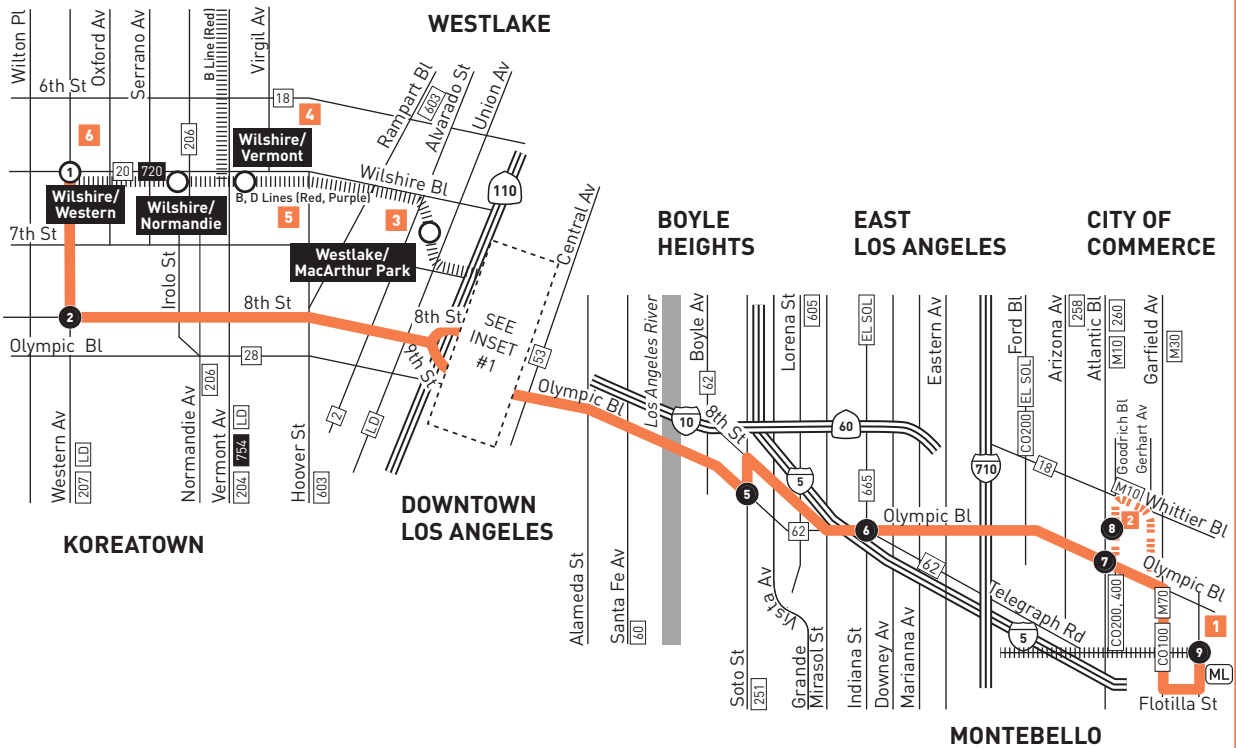 WESTLAKE
Wilton Pl
Oxford Av
Serrano Av
B Line (Red)
Virgil Av
6th St
18
4
6
206
Rampart Bl
603
Alvarado St
Union Av
Wilshire/
Vermont
1
20
720
Wilshire Bl
110
Wilshire/
Western
Wilshire/
Normandie
B, D Lines (Red, Purple)
5
3
Central Av
7th St
Westlake/
MacArthur Park
Irolo St
BOYLE
HEIGHTS
EAST
LOS ANGELES
CITY OF
COMMERCE
2
8th St
8th St
SEE
INSET
#1
Olympic Bl
28
9th St
53
Los Angeles River
Boyle Av
62
Lorena St
605
EL SOL
Eastern Av
Ford Bl
CO200
EL SOL
Arizona Av
258
Atlantic Bl
M10
260
Garfield Av
M30
Olympic Bl
10
8th St
60
206
Western Av
207
LD
Normandie Av
Vermont Av
204
754
LD
Hoover St
603
2
LD
5
5
665
710
18
Goodrich Bl
Gerhart Av
M10
Whittier Bl
2
8
62
6
Olympic Bl
7
Olympic Bl
62
DOWNTOWN
LOS ANGELES
KOREATOWN
Alameda St
Santa Fe Av
60
Soto St
251
Grande
Vista Av
Mirasol St
Indiana St
Downey Av
Marianna Av
Telegraph Rd
5
CO200, 400
CO100
M70
1
9
ML
Flotilla St
MONTEBELLO